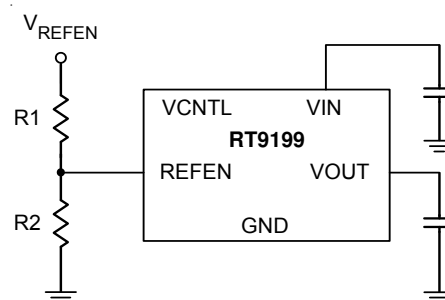 VREFEN
R1
VCNTL VIN
RT9199
REFEN VOUT
R2
GND